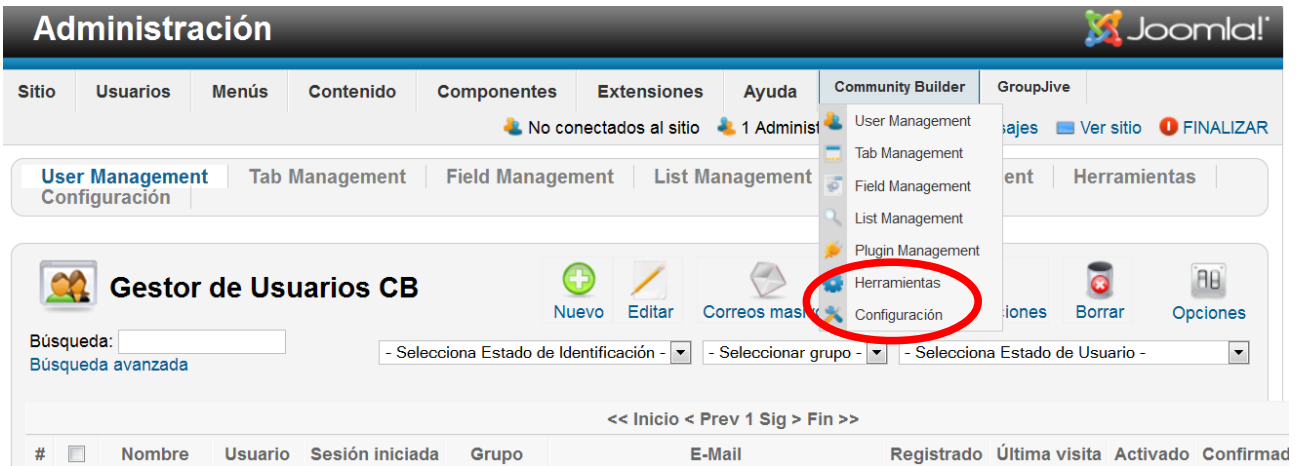 Administración
Joomla!
Sitio Usuarios Menús Contenido Componentes Extensiones Ayuda Community Builder GroupJive
No conectados al sitio 1 Administ sajes Ver sitio FINALIZAR
User Management
Tab Management
Field Management
List Management
Plugin Management
Herramientas
Configuración
User Management Tab Management Field Management List Management ent Herramientas
Configuración
Gestor de Usuarios CB
Nuevo Editar Correos masivo iones Borrar Opciones
Búsqueda:
Búsqueda avanzada
- Selecciona Estado de Identificación - - Seleccionar grupo - - Selecciona Estado de Usuario -
<< Inicio < Prev 1 Sig > Fin >>
# Nombre Usuario Sesión iniciada Grupo E-Mail Registrado Última visita Activado Confirmad